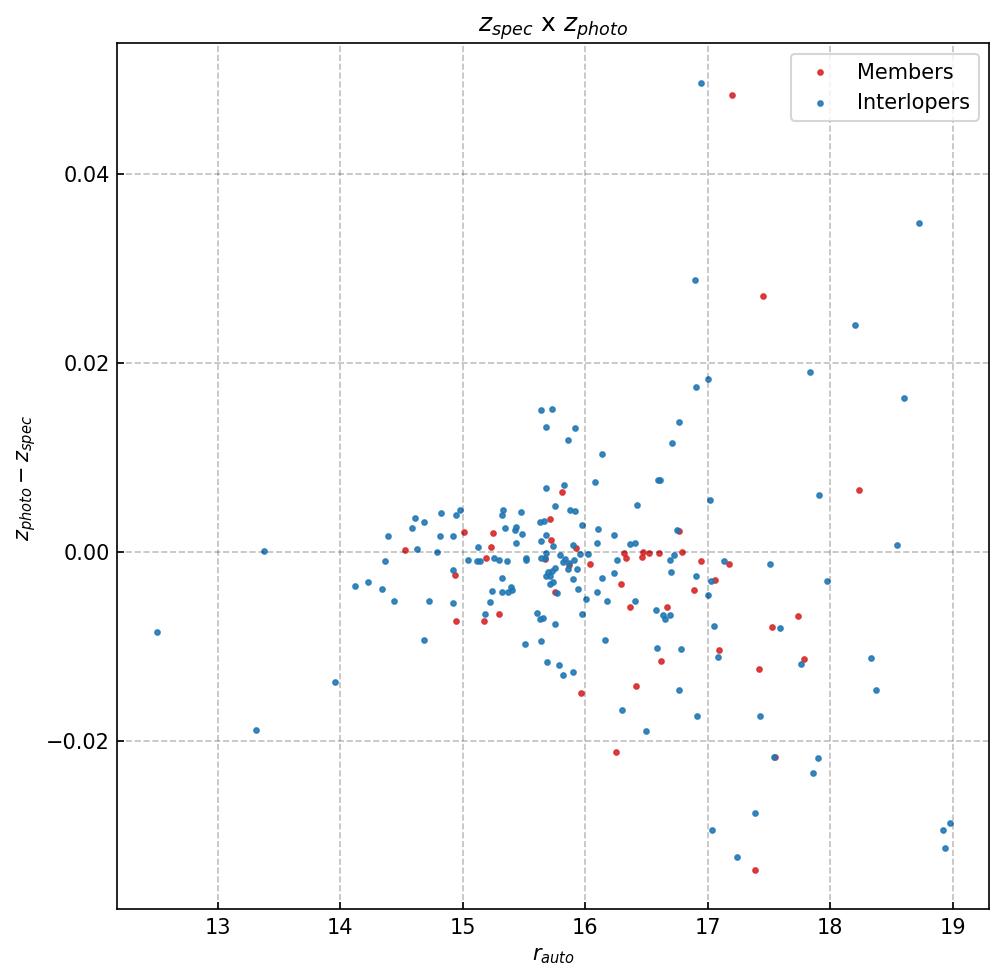 z_spec x z_photo
Members
Interlopers
0.04
0.02
0.00
−0.02
z_photo − z_spec
13 14 15 16 17 18 19
r_auto